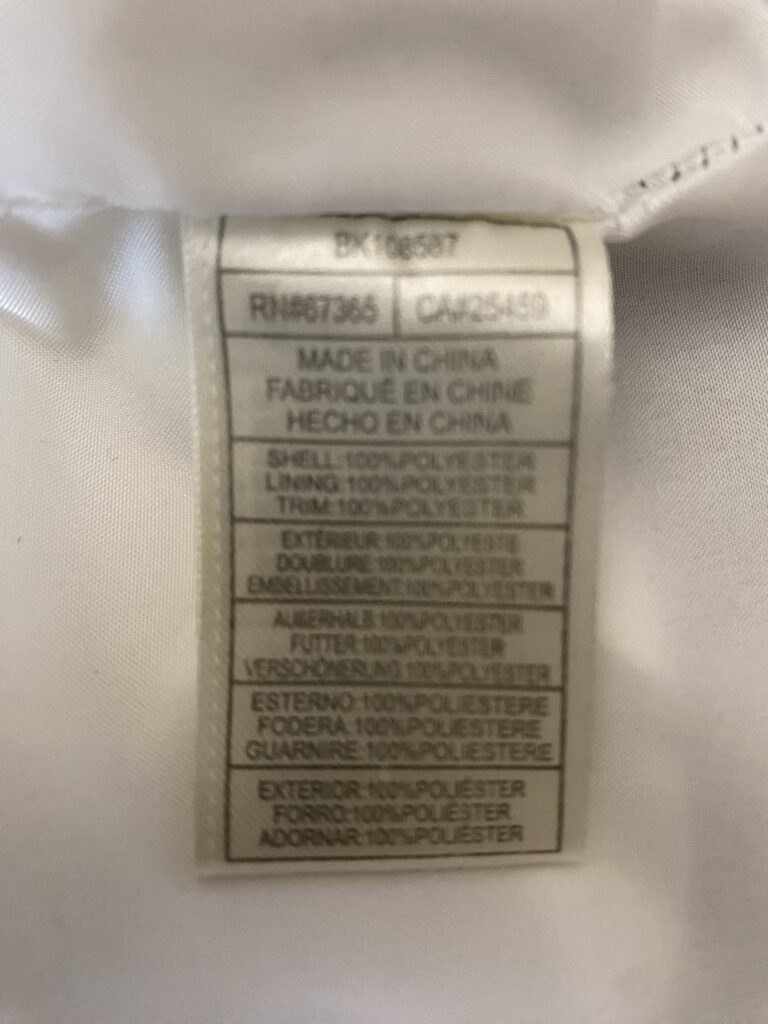 BK108587
RN#67365 CA#25459
MADE IN CHINA
FABRIQUÉ EN CHINE
HECHO EN CHINA
SHELL:100%POLYESTER
LINING:100%POLYESTER
TRIM:100%POLYESTER
EXTÉRIEUR:100%POLYESTE
DOUBLURE:100%POLYESTER
EMBELLISSEMENT:100%POLYESTER
AUßERHALB:100%POLYESTER
FUTTER:100%POLYESTER
VERSCHÖNERUNG:100%POLYESTER
ESTERNO:100%POLIESTERE
FODERA:100%POLIESTERE
GUARNIRE:100%POLIESTERE
EXTERIOR:100%POLIÉSTER
FORRO:100%POLIÉSTER
ADORNAR:100%POLIÉSTER